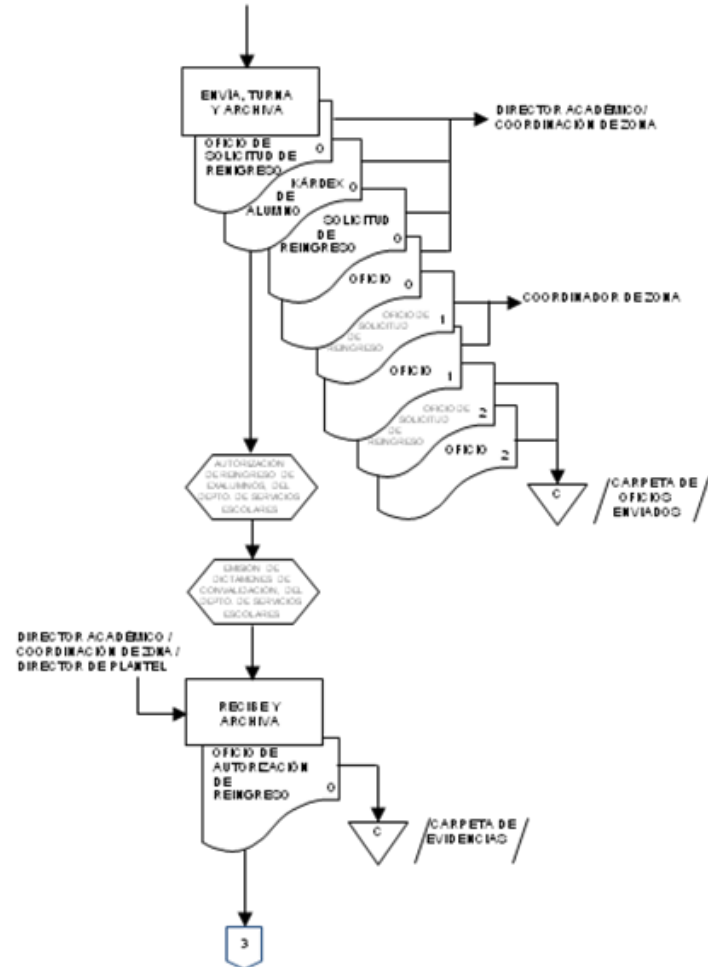 ENVÍA, TURNA
Y ARCHIVA
DIRECTOR ACADÉMICO/
COORDINACIÓN DE ZONA
OFICIO DE
SOLICITUD DE
RENIGRESO
0
KÁRDEX
DE
ALUMNO
0
SOLICITUD
DE
REINGRESO
0
OFICIO
0
COORDINADOR DE ZONA
OFICIO DE
SOLICITUD
DE
REINGRESO
1
OFICIO
1
OFICIO DE
SOLICITUD
DE
REINGRESO
2
OFICIO
2
C
/CARPETA DE
OFICIOS
ENVIADOS /
AUTORIZACIÓN
DE REINGRESO DE
EXALUMNOS, DEL
DEPTO. DE SERVICIOS
ESCOLARES
EMISIÓN DE
DICTÁMENES DE
CONVALIDACIÓN, DEL
DEPTO. DE SERVICIOS
ESCOLARES
DIRECTOR ACADÉMICO /
COORDINACIÓN DE ZONA /
DIRECTOR DE PLANTEL
RECIBE Y
ARCHIVA
OFICIO DE
AUTORIZACIÓN
DE
REINGRESO
0
C
/CARPETA DE
EVIDENCIAS /
3